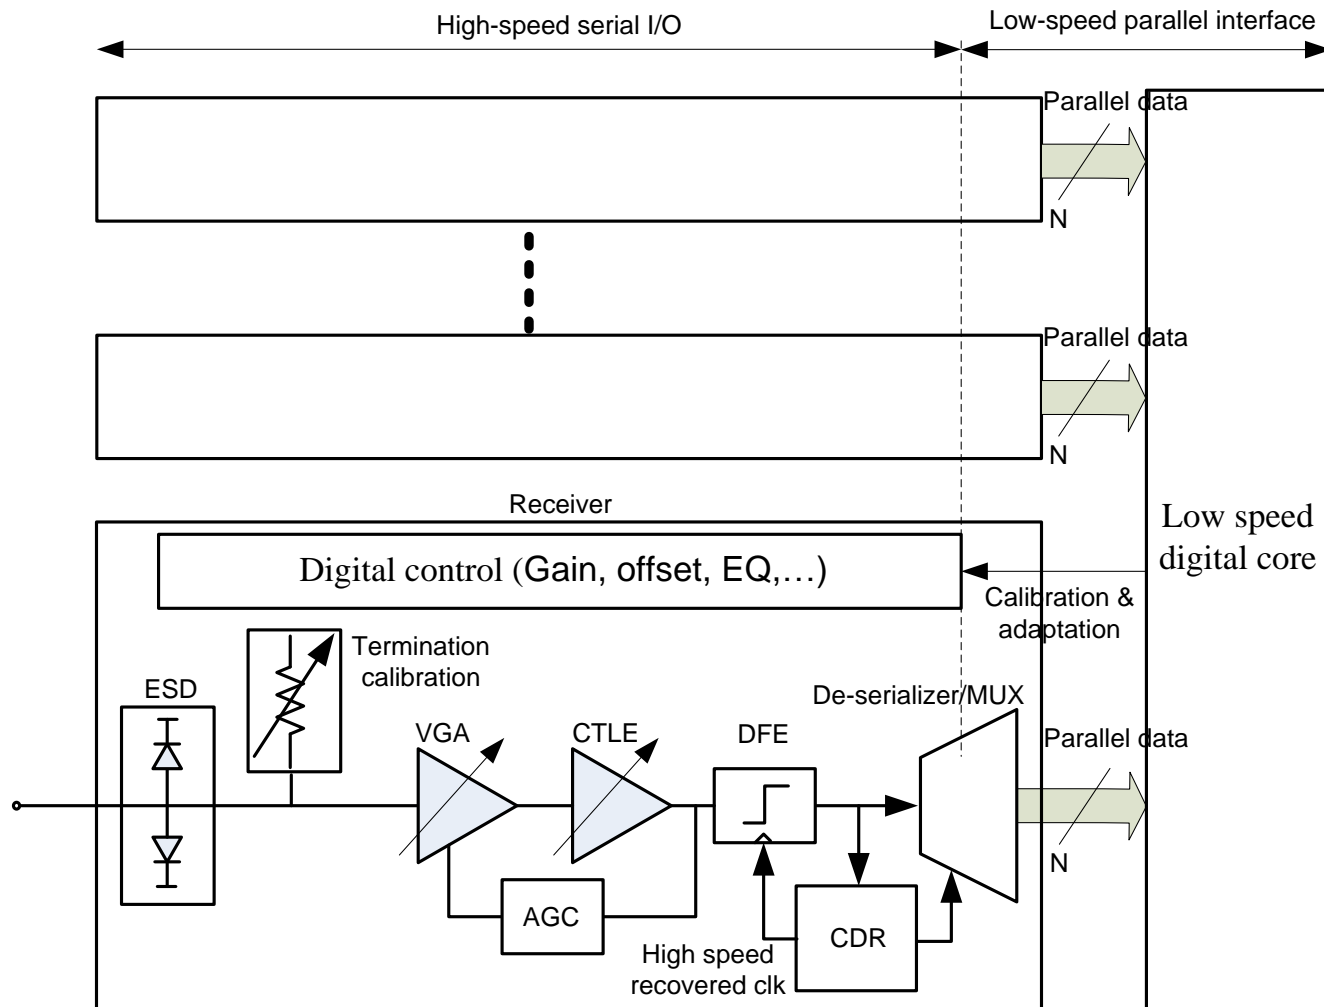 High-speed serial I/O
Low-speed parallel interface
Parallel data
N
Parallel data
N
Receiver
Low speed
digital core
Digital control (Gain, offset, EQ,...)
Calibration &
adaptation
Termination
calibration
ESD
VGA
CTLE
DFE
De-serializer/MUX
Parallel data
N
AGC
CDR
High speed
recovered clk